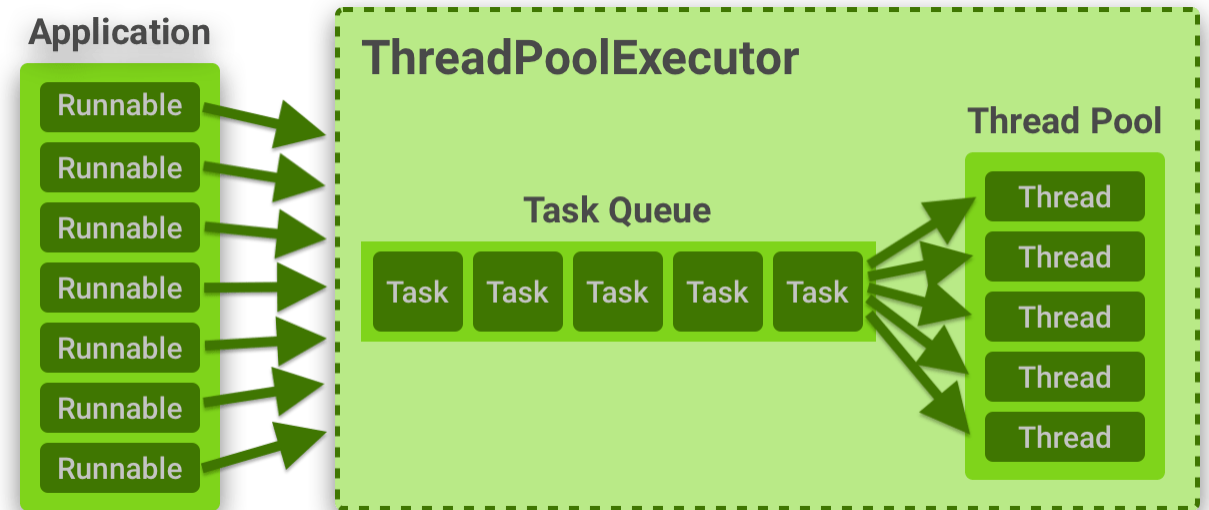 Application
Runnable
Runnable
Runnable
Runnable
Runnable
Runnable
Runnable
ThreadPoolExecutor
Task Queue
Task Task Task Task Task
Thread Pool
Thread
Thread
Thread
Thread
Thread